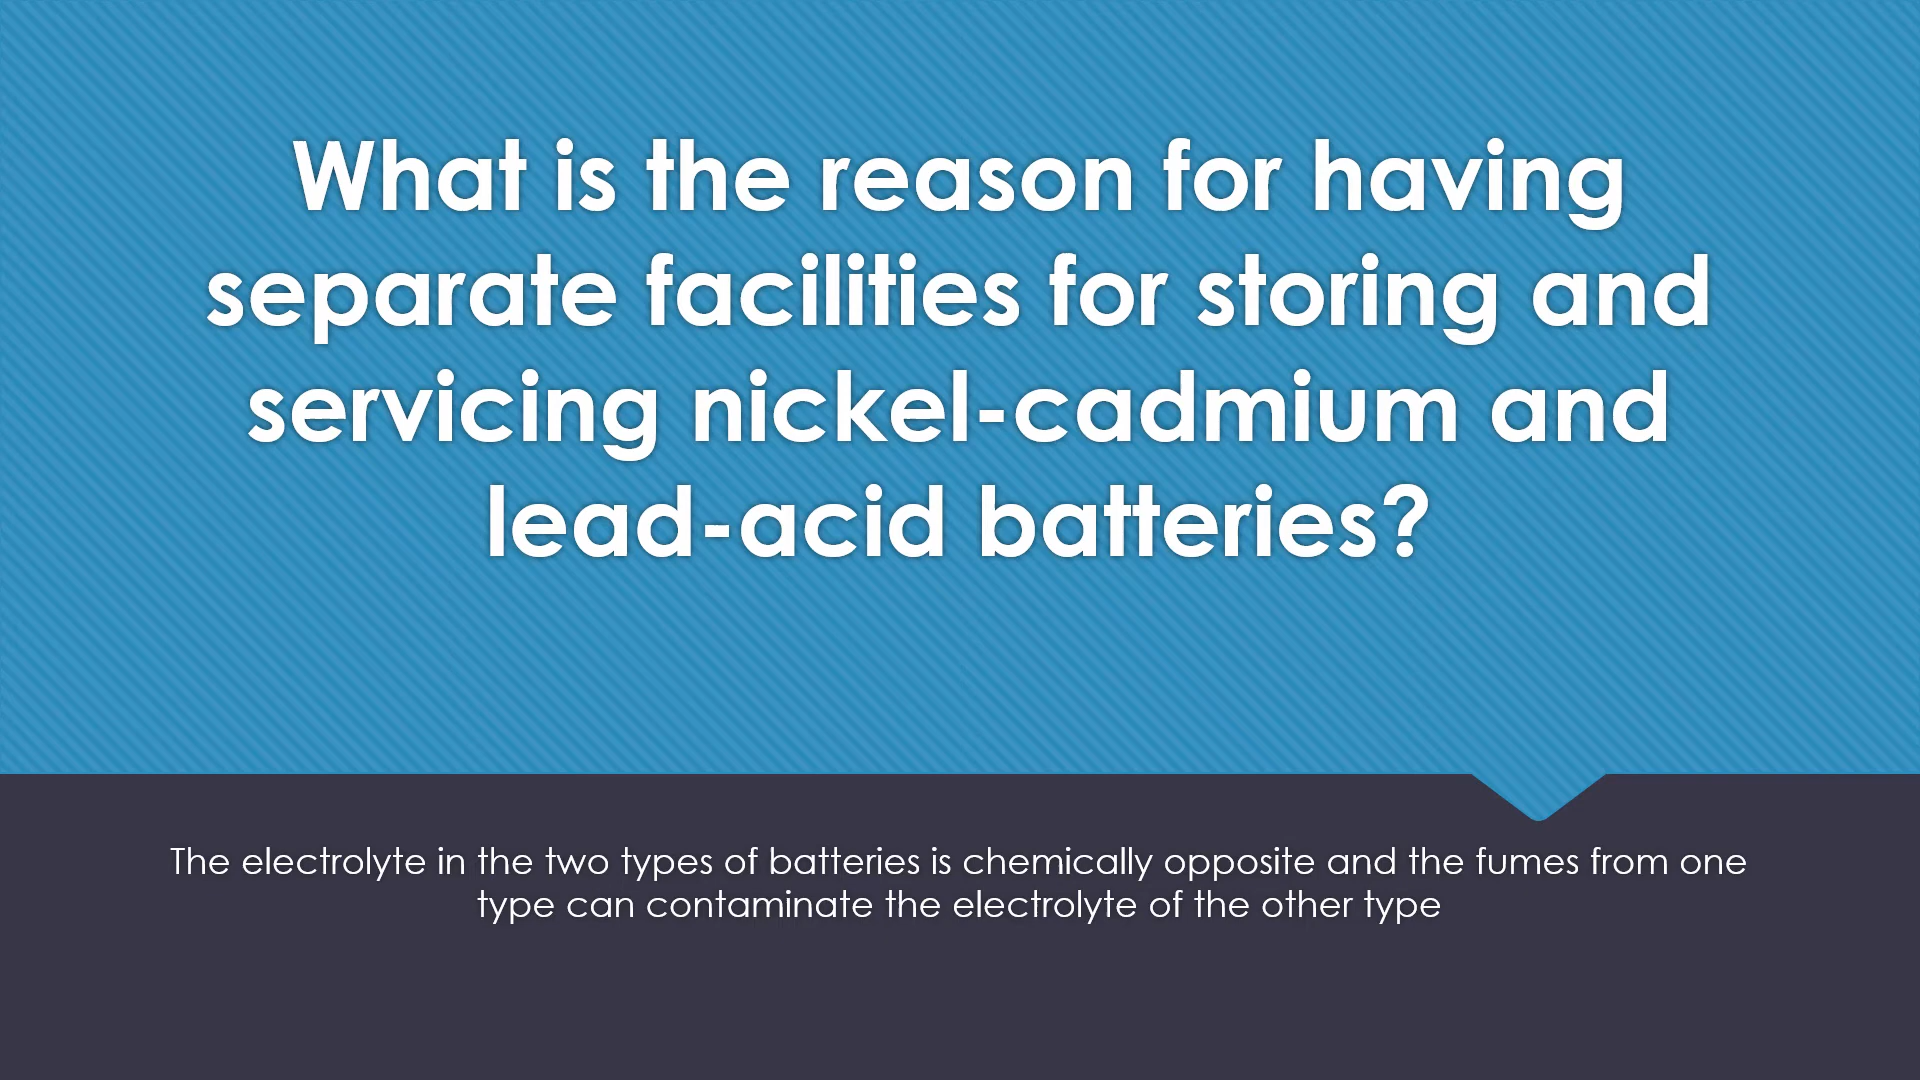 What is the reason for having
separate facilities for storing and
servicing nickel-cadmium and
lead-acid batteries?
The electrolyte in the two types of batteries is chemically opposite and the fumes from one
type can contaminate the electrolyte of the other type